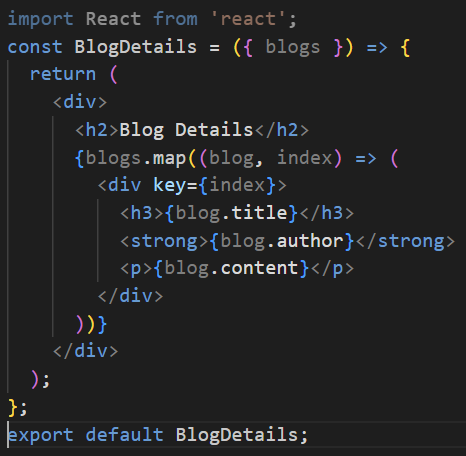 import React from 'react';
const BlogDetails = ({ blogs }) => {
  return (
    <div>
      <h2>Blog Details</h2>
      {blogs.map((blog, index) => (
        <div key={index}>
          <h3>{blog.title}</h3>
          <strong>{blog.author}</strong>
          <p>{blog.content}</p>
        </div>
      ))}
    </div>
  );
};
export default BlogDetails;